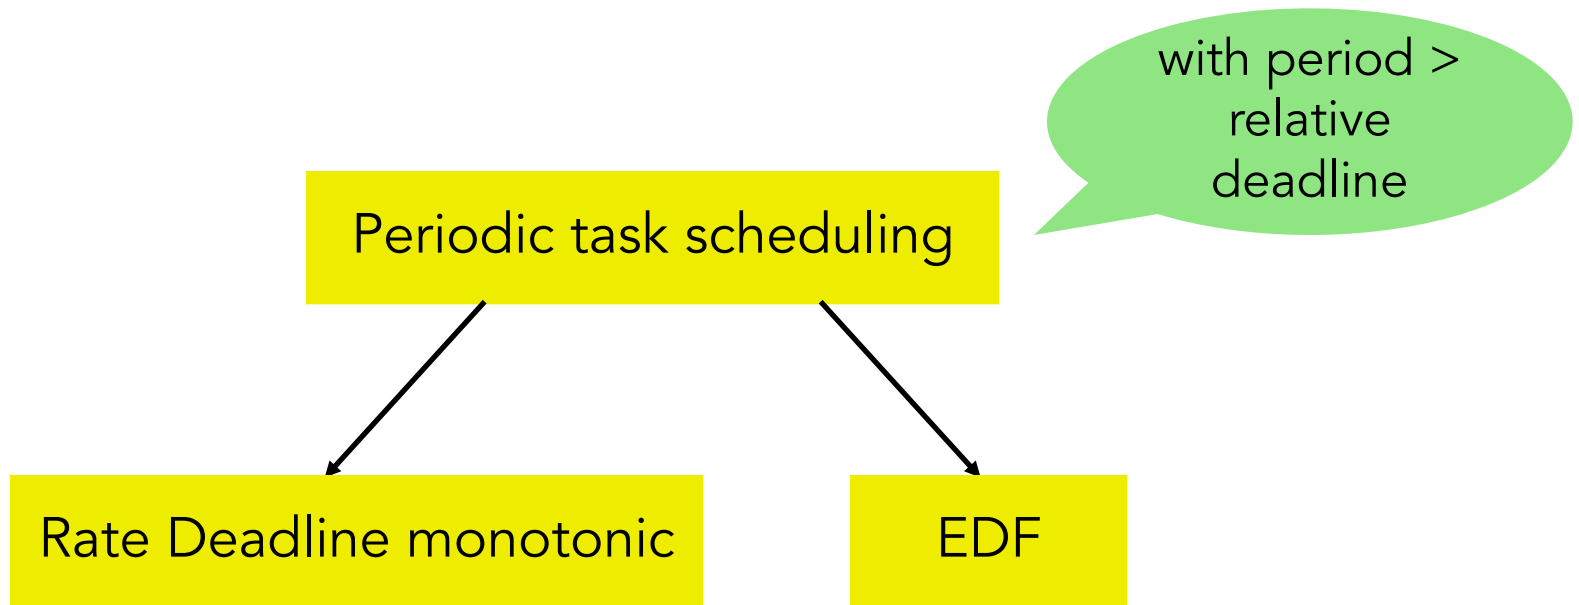 with period >
relative
deadline
Periodic task scheduling
Rate Deadline monotonic
EDF